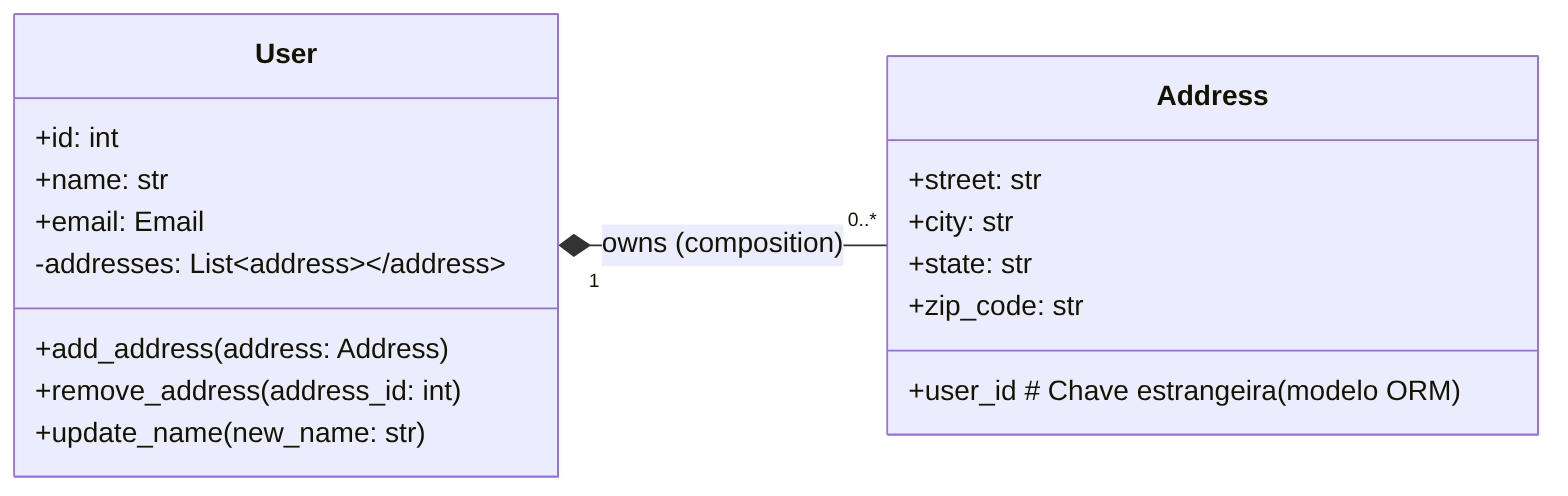 User
+id: int
+name: str
+email: Email
-addresses: List<address></address>
+add_address(address: Address)
+remove_address(address_id: int)
+update_name(new_name: str)
1
owns (composition)
0..*
Address
+street: str
+city: str
+state: str
+zip_code: str
+user_id # Chave estrangeira(modelo ORM)